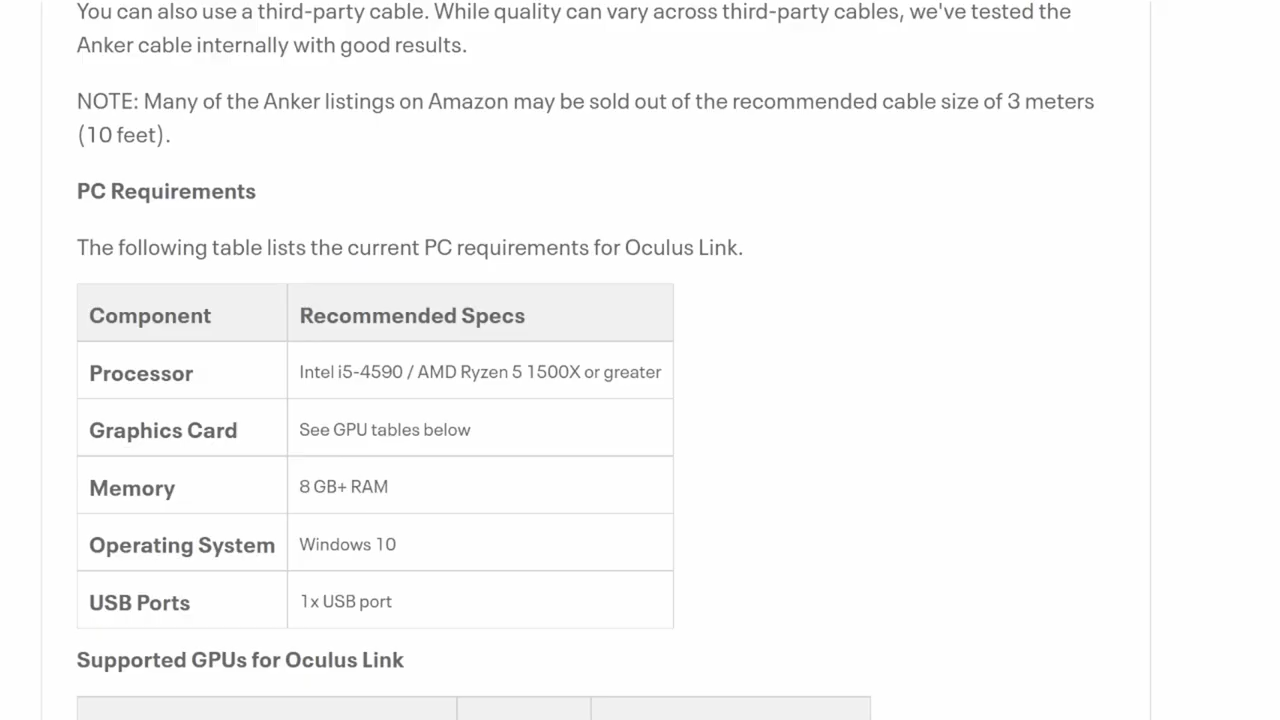 You can also use a third-party cable. While quality can vary across third-party cables, we've tested the
Anker cable internally with good results.
NOTE: Many of the Anker listings on Amazon may be sold out of the recommended cable size of 3 meters
(10 feet).
PC Requirements
The following table lists the current PC requirements for Oculus Link.
Component Recommended Specs
Processor Intel i5-4590 / AMD Ryzen 5 1500X or greater
Graphics Card See GPU tables below
Memory 8 GB+ RAM
Operating System Windows 10
USB Ports 1x USB port
Supported GPUs for Oculus Link